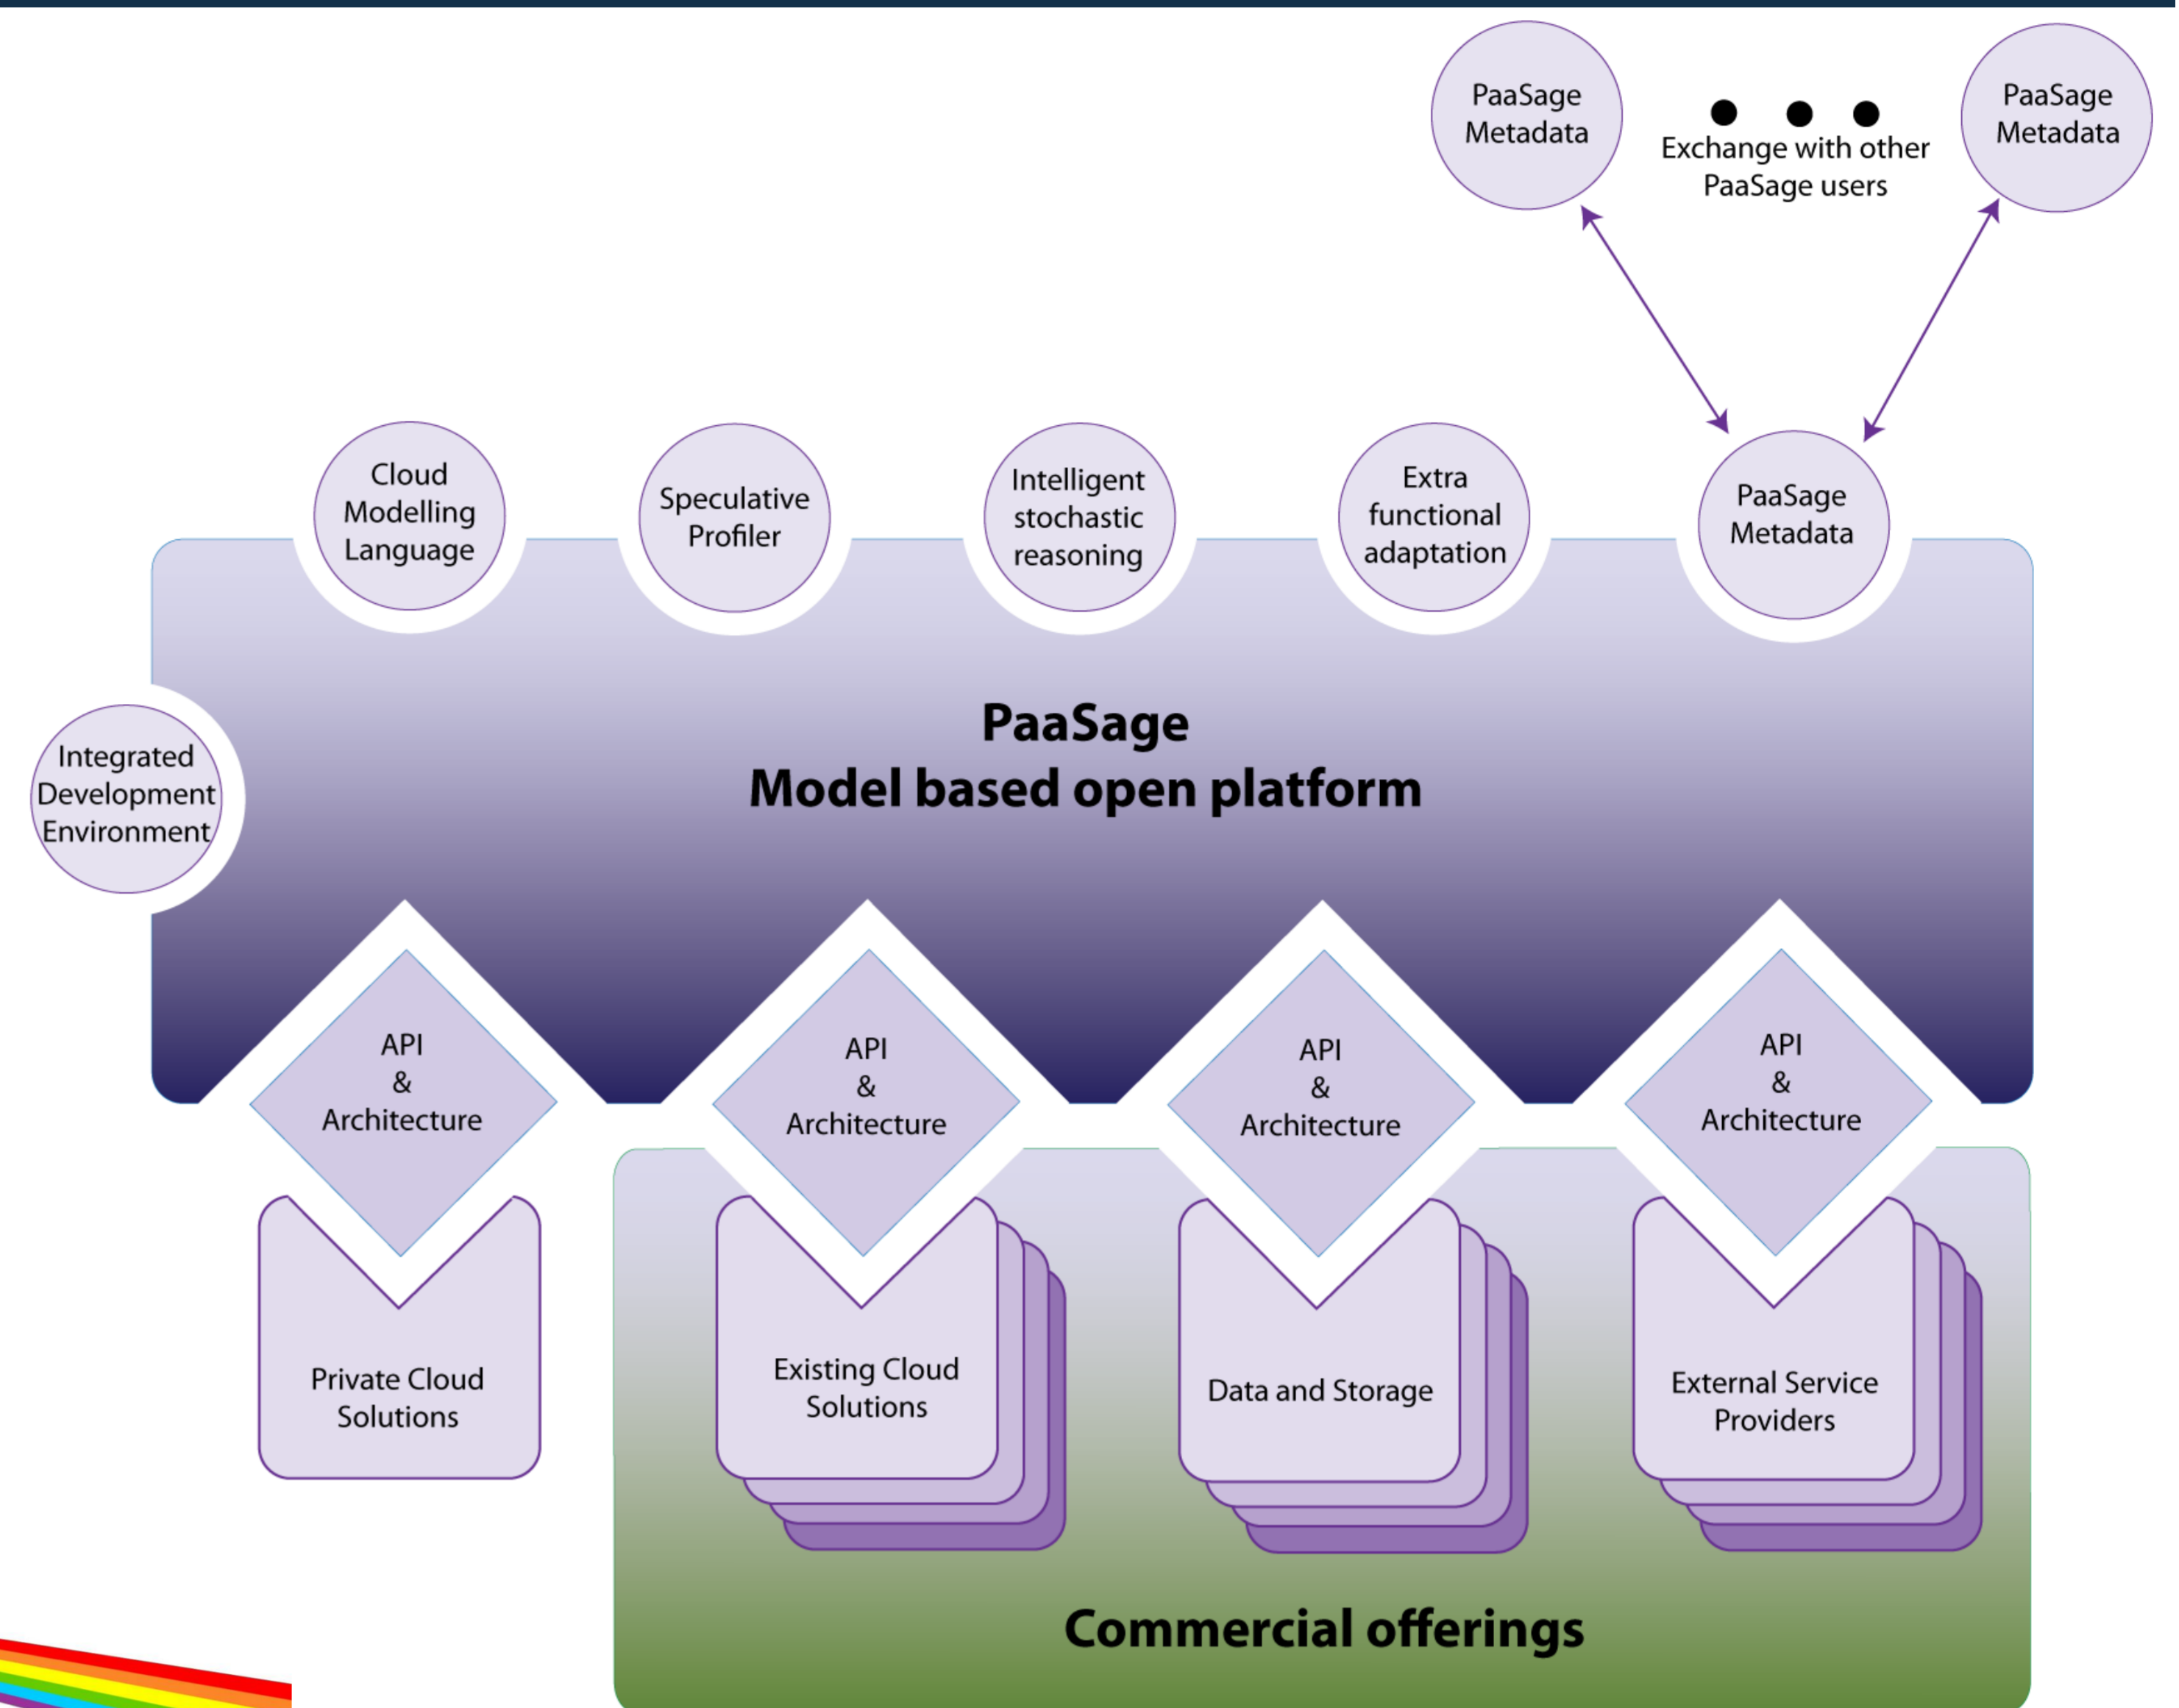 PaaSage
Metadata
Exchange with other
PaaSage users
PaaSage
Metadata
Cloud
Modelling
Language
Speculative
Profiler
Intelligent
stochastic
reasoning
Extra
functional
adaptation
PaaSage
Metadata
Integrated
Development
Environment
PaaSage
Model based open platform
API
&
Architecture
API
&
Architecture
API
&
Architecture
API
&
Architecture
Private Cloud
Solutions
Existing Cloud
Solutions
Data and Storage
External Service
Providers
Commercial offerings